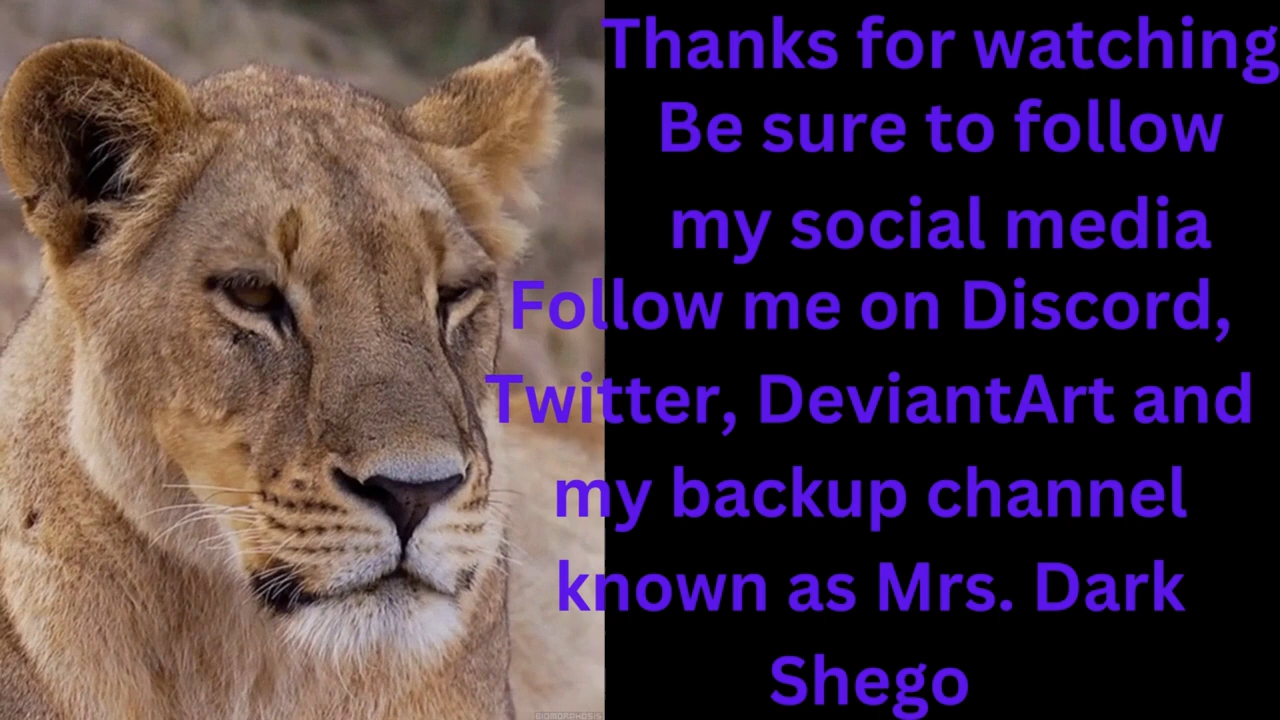 Thanks for watching
Be sure to follow
my social media
Follow me on Discord,
Twitter, DeviantArt and
my backup channel
known as Mrs. Dark
Shego
BIOMORPHOSIS